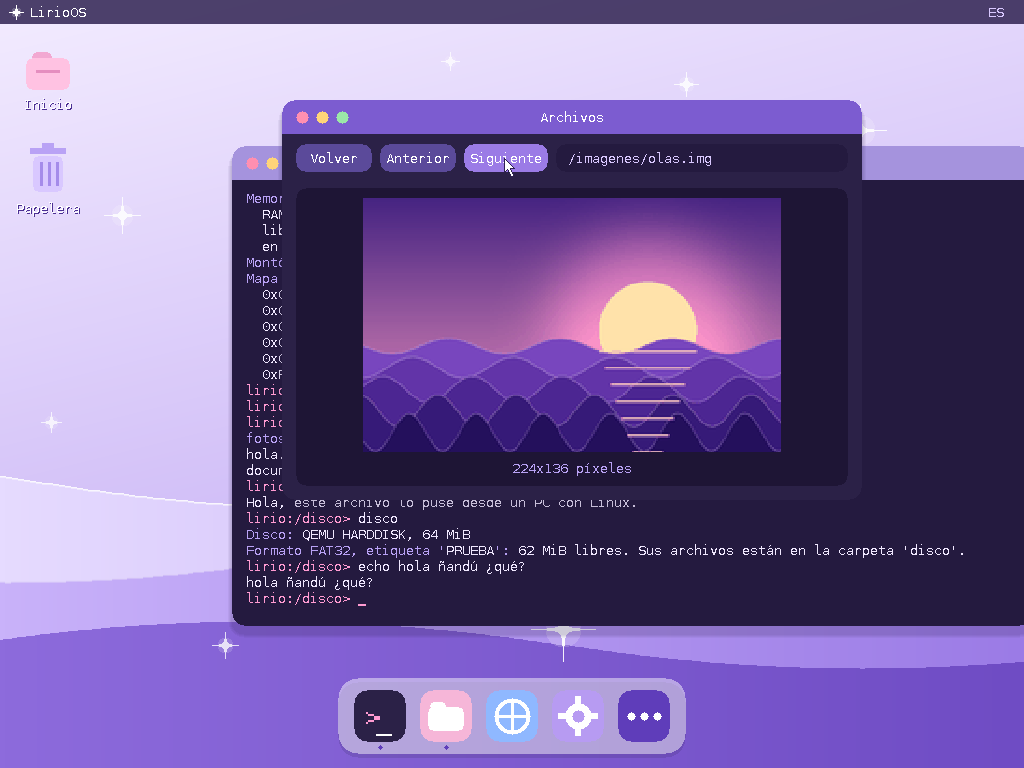 LirioOS
ES
Inicio
Papelera
Archivos
Volver
Anterior
Siguiente
/imagenes/olas.img
224x136 píxeles
Memor
RAM
lib
en
Montó
Mapa
0x0
0x0
0x0
0x0
0x0
0xF
lirio
lirio
lirio
fotos
hola.
docum
lirio
Hola, este archivo lo puse desde un PC con Linux.
lirio:/disco> disco
Disco: QEMU HARDDISK, 64 MiB
Formato FAT32, etiqueta 'PRUEBA': 62 MiB libres. Sus archivos están en la carpeta 'disco'.
lirio:/disco> echo hola ñandú ¿qué?
hola ñandú ¿qué?
lirio:/disco> _
>_